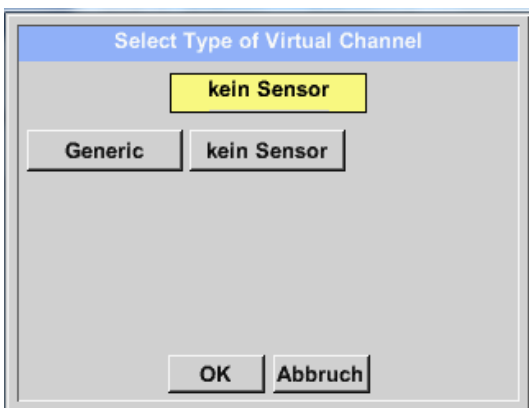 Select Type of Virtual Channel
kein Sensor
Generic kein Sensor
OK Abbruch